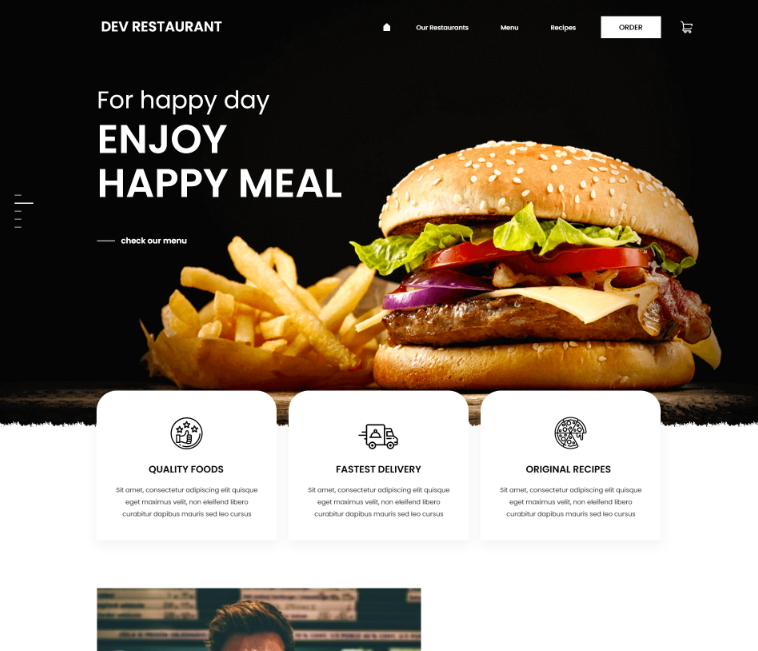 DEV RESTAURANT
Our Restaurants
Menu
Recipes
ORDER
For happy day
ENJOY
HAPPY MEAL
check our menu
QUALITY FOODS
Sit amet, consectetur adipiscing elit quisque
eget maximus velit, non eleifend libero
curabitur dapibus mauris sed leo cursus
FASTEST DELIVERY
Sit amet, consectetur adipiscing elit quisque
eget maximus velit, non eleifend libero
curabitur dapibus mauris sed leo cursus
ORIGINAL RECIPES
Sit amet, consectetur adipiscing elit quisque
eget maximus velit, non eleifend libero
curabitur dapibus mauris sed leo cursus